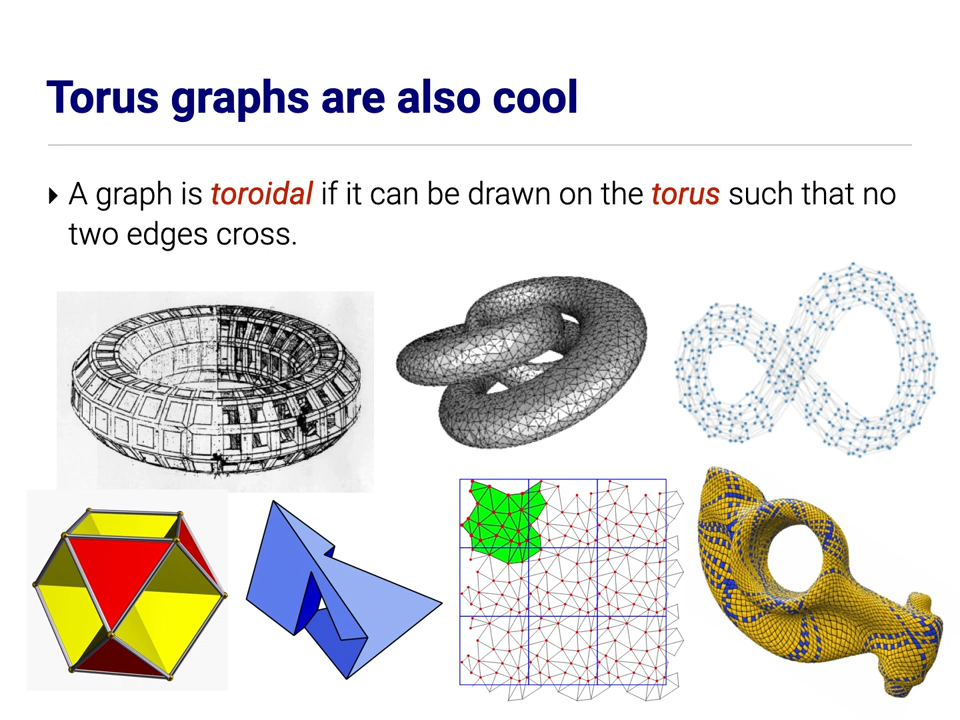 Torus graphs are also cool
‣ A graph is toroidal if it can be drawn on the torus such that no
two edges cross.